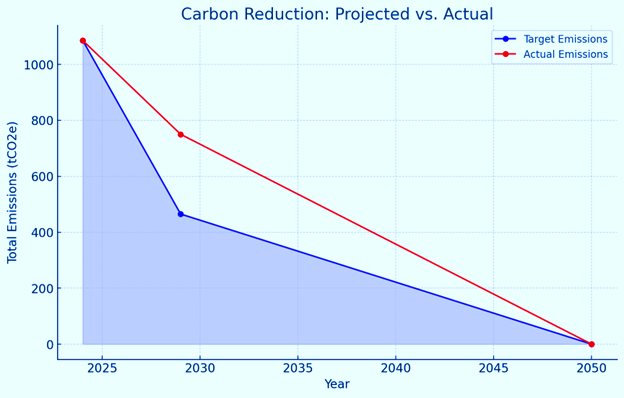 Carbon Reduction: Projected vs. Actual
Target Emissions
Actual Emissions
1000
800
600
400
200
0
Total Emissions (tCO2e)
2025 2030 2035 2040 2045 2050
Year